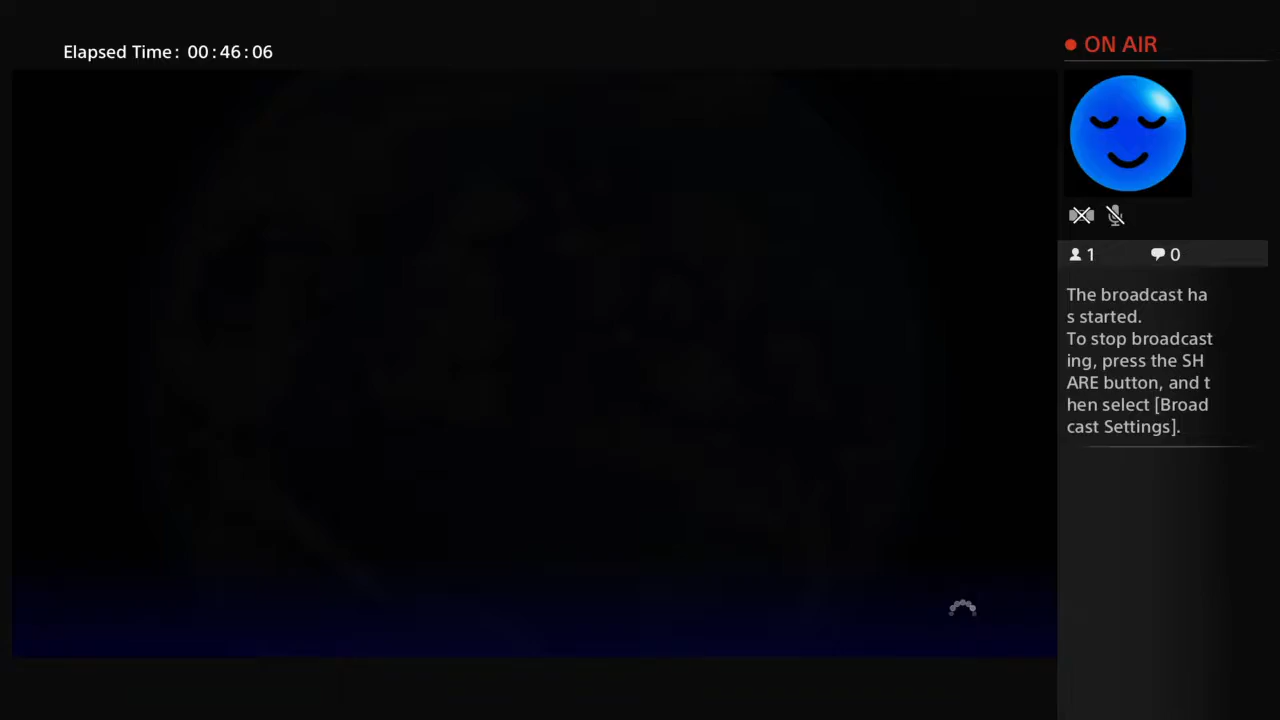 Elapsed Time: 00:46:06
ON AIR
1 0
The broadcast ha
s started.
To stop broadcast
ing, press the SH
ARE button, and t
hen select [Broad
cast Settings].